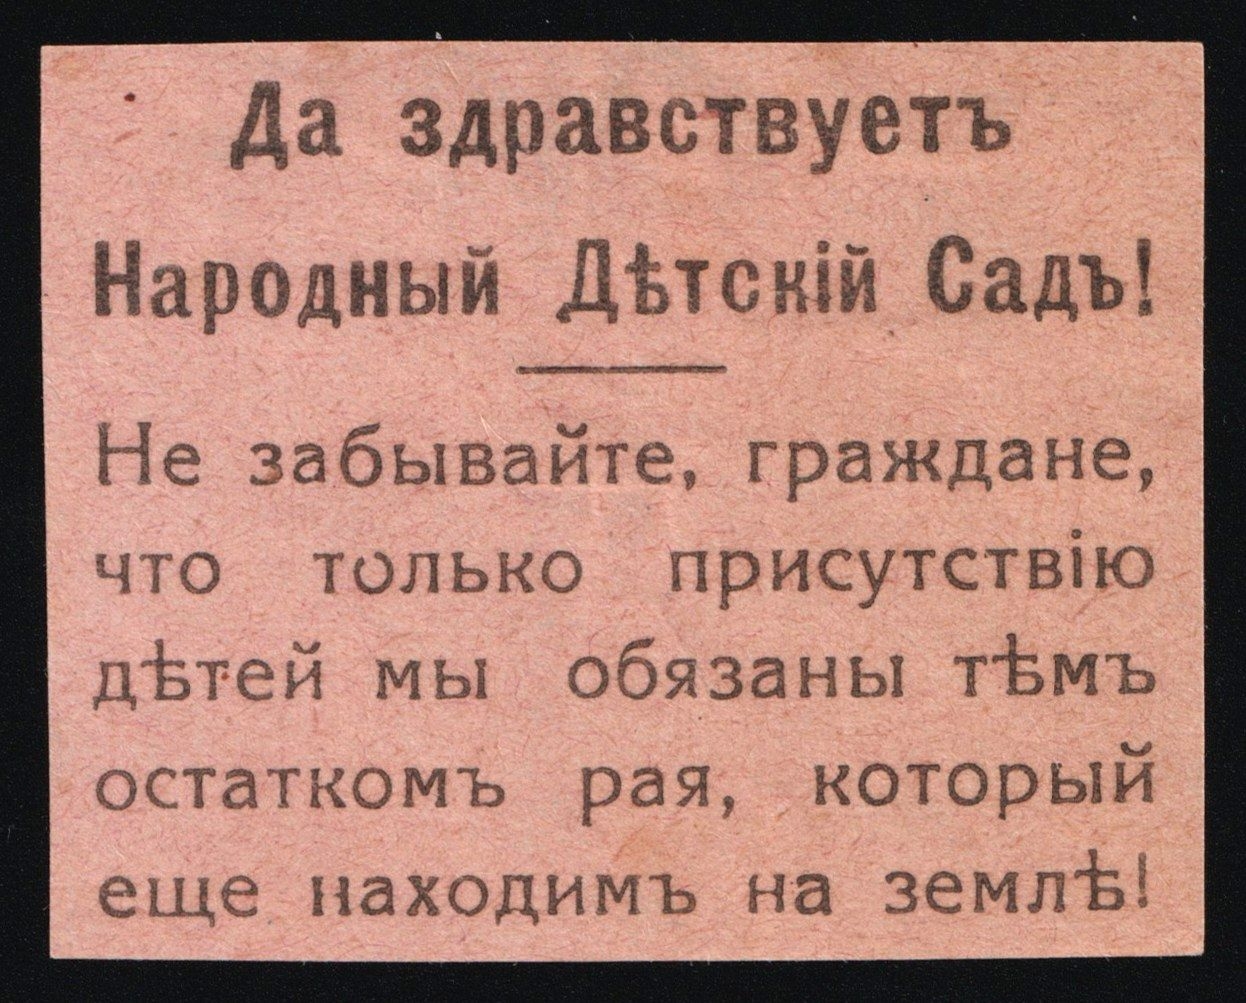 Да здравствуетъ
Народный Дѣтскій Садъ!
Не забывайте, граждане,
что только присутствію
дѣтей мы обязаны тѣмъ
остаткомъ рая, который
еще находимъ на землѣ!